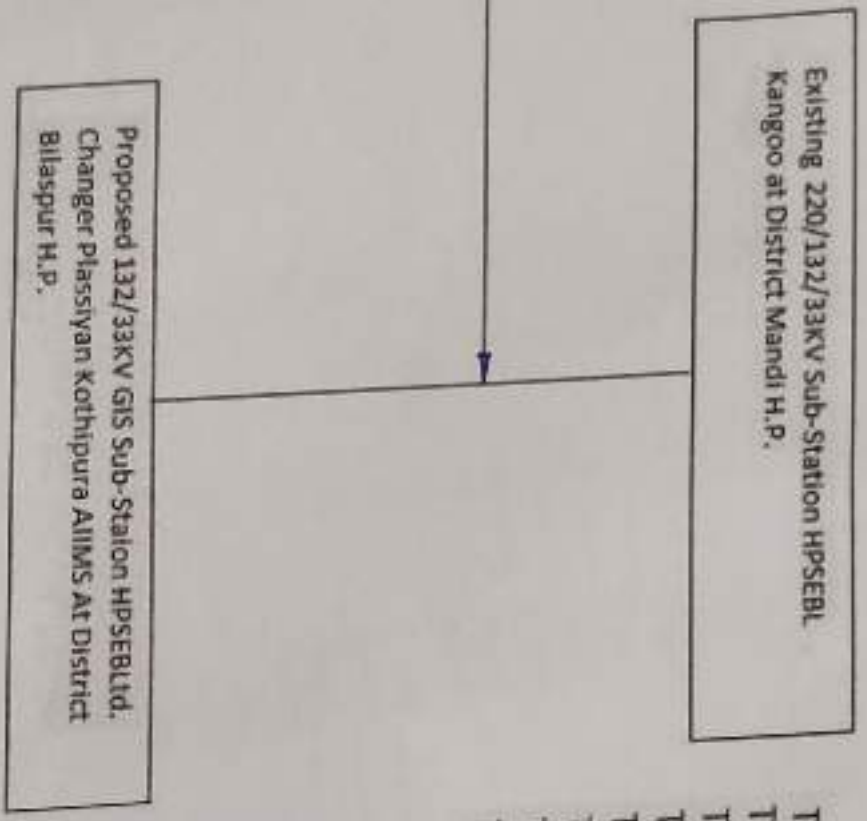 Existing 220/132/33KV Sub-Station HPSEBL
Kangoo at District Mandi H.P.
Proposed 132/33KV GIS Sub-Staion HPSEBLtd.
Changer Plassiyan Kothipura AIIMS At District
Bilaspur H.P.
T
T
T
T
T
T